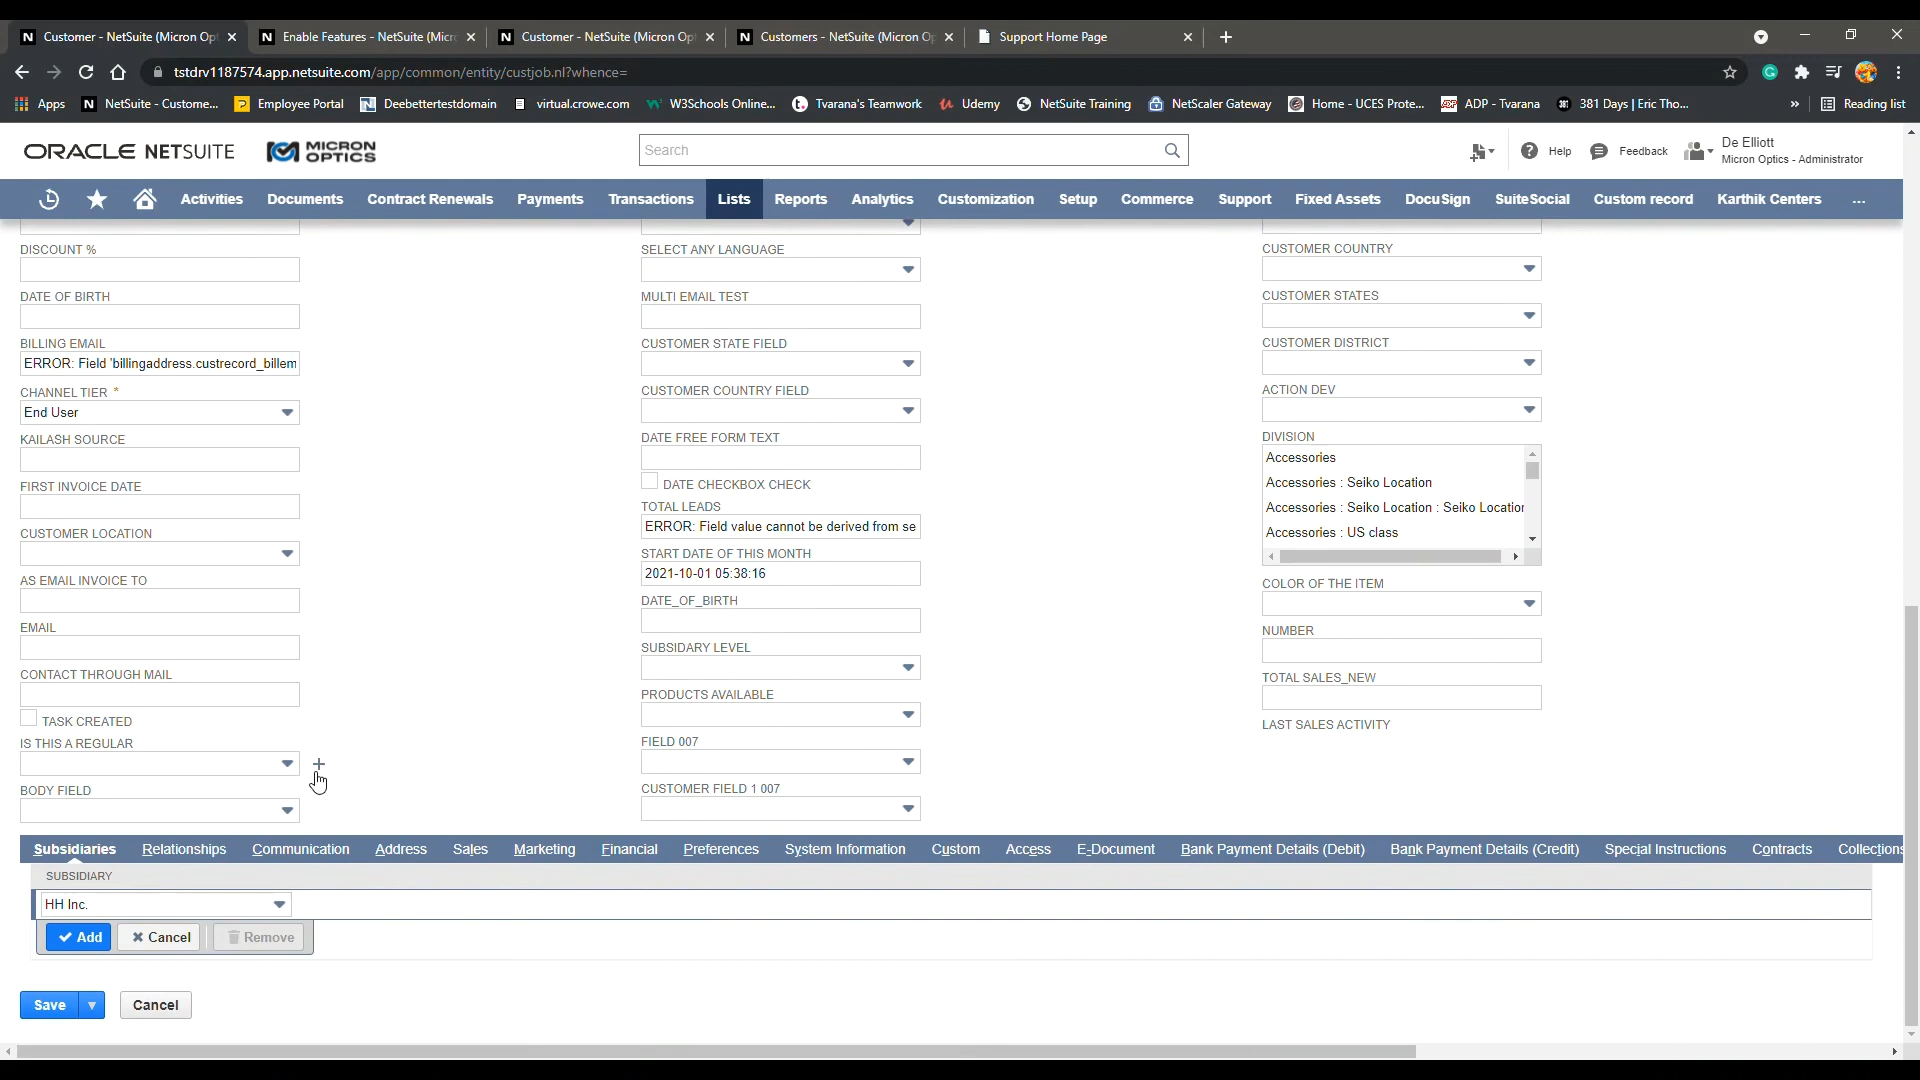 Customer - NetSuite (Micron Op
Enable Features - NetSuite (Micr
Customer - NetSuite (Micron Op
Customers - NetSuite (Micron O
Support Home Page
tstdrv1187574.app.netsuite.com/app/common/entity/custjob.nl?whence=
Apps
NetSuite - Custome...
Employee Portal
Deebettertestdomain
virtual.crowe.com
W3Schools Online...
Tvarana's Teamwork
Udemy
NetSuite Training
NetScaler Gateway
Home - UCES Prote...
ADP - Tvarana
381 Days | Eric Tho...
»
Reading list
ORACLE NETSUITE
MICRON OPTICS
Search
Help
Feedback
De Elliott
Micron Optics - Administrator
Activities
Documents
Contract Renewals
Payments
Transactions
Lists
Reports
Analytics
Customization
Setup
Commerce
Support
Fixed Assets
DocuSign
SuiteSocial
Custom record
Karthik Centers
...
DISCOUNT %
DATE OF BIRTH
BILLING EMAIL
ERROR: Field 'billingaddress.custrecord_billem
CHANNEL TIER *
End User
KAILASH SOURCE
FIRST INVOICE DATE
CUSTOMER LOCATION
AS EMAIL INVOICE TO
EMAIL
CONTACT THROUGH MAIL
TASK CREATED
IS THIS A REGULAR
BODY FIELD
SELECT ANY LANGUAGE
MULTI EMAIL TEST
CUSTOMER STATE FIELD
CUSTOMER COUNTRY FIELD
DATE FREE FORM TEXT
DATE CHECKBOX CHECK
TOTAL LEADS
ERROR: Field value cannot be derived from se
START DATE OF THIS MONTH
2021-10-01 05:38:16
DATE_OF_BIRTH
SUBSIDARY LEVEL
PRODUCTS AVAILABLE
FIELD 007
CUSTOMER FIELD 1 007
CUSTOMER COUNTRY
CUSTOMER STATES
CUSTOMER DISTRICT
ACTION DEV
DIVISION
Accessories
Accessories : Seiko Location
Accessories : Seiko Location : Seiko Location
Accessories : US class
COLOR OF THE ITEM
NUMBER
TOTAL SALES_NEW
LAST SALES ACTIVITY
Subsidiaries
Relationships
Communication
Address
Sales
Marketing
Financial
Preferences
System Information
Custom
Access
E-Document
Bank Payment Details (Debit)
Bank Payment Details (Credit)
Special Instructions
Contracts
Collections
SUBSIDIARY
HH Inc.
Add
Cancel
Remove
Save
Cancel